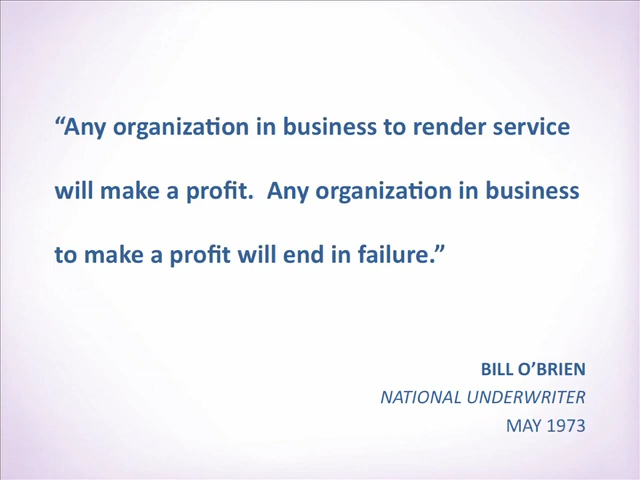 “Any organization in business to render service
will make a profit.  Any organization in business
to make a profit will end in failure.”
BILL O’BRIEN
NATIONAL UNDERWRITER
MAY 1973